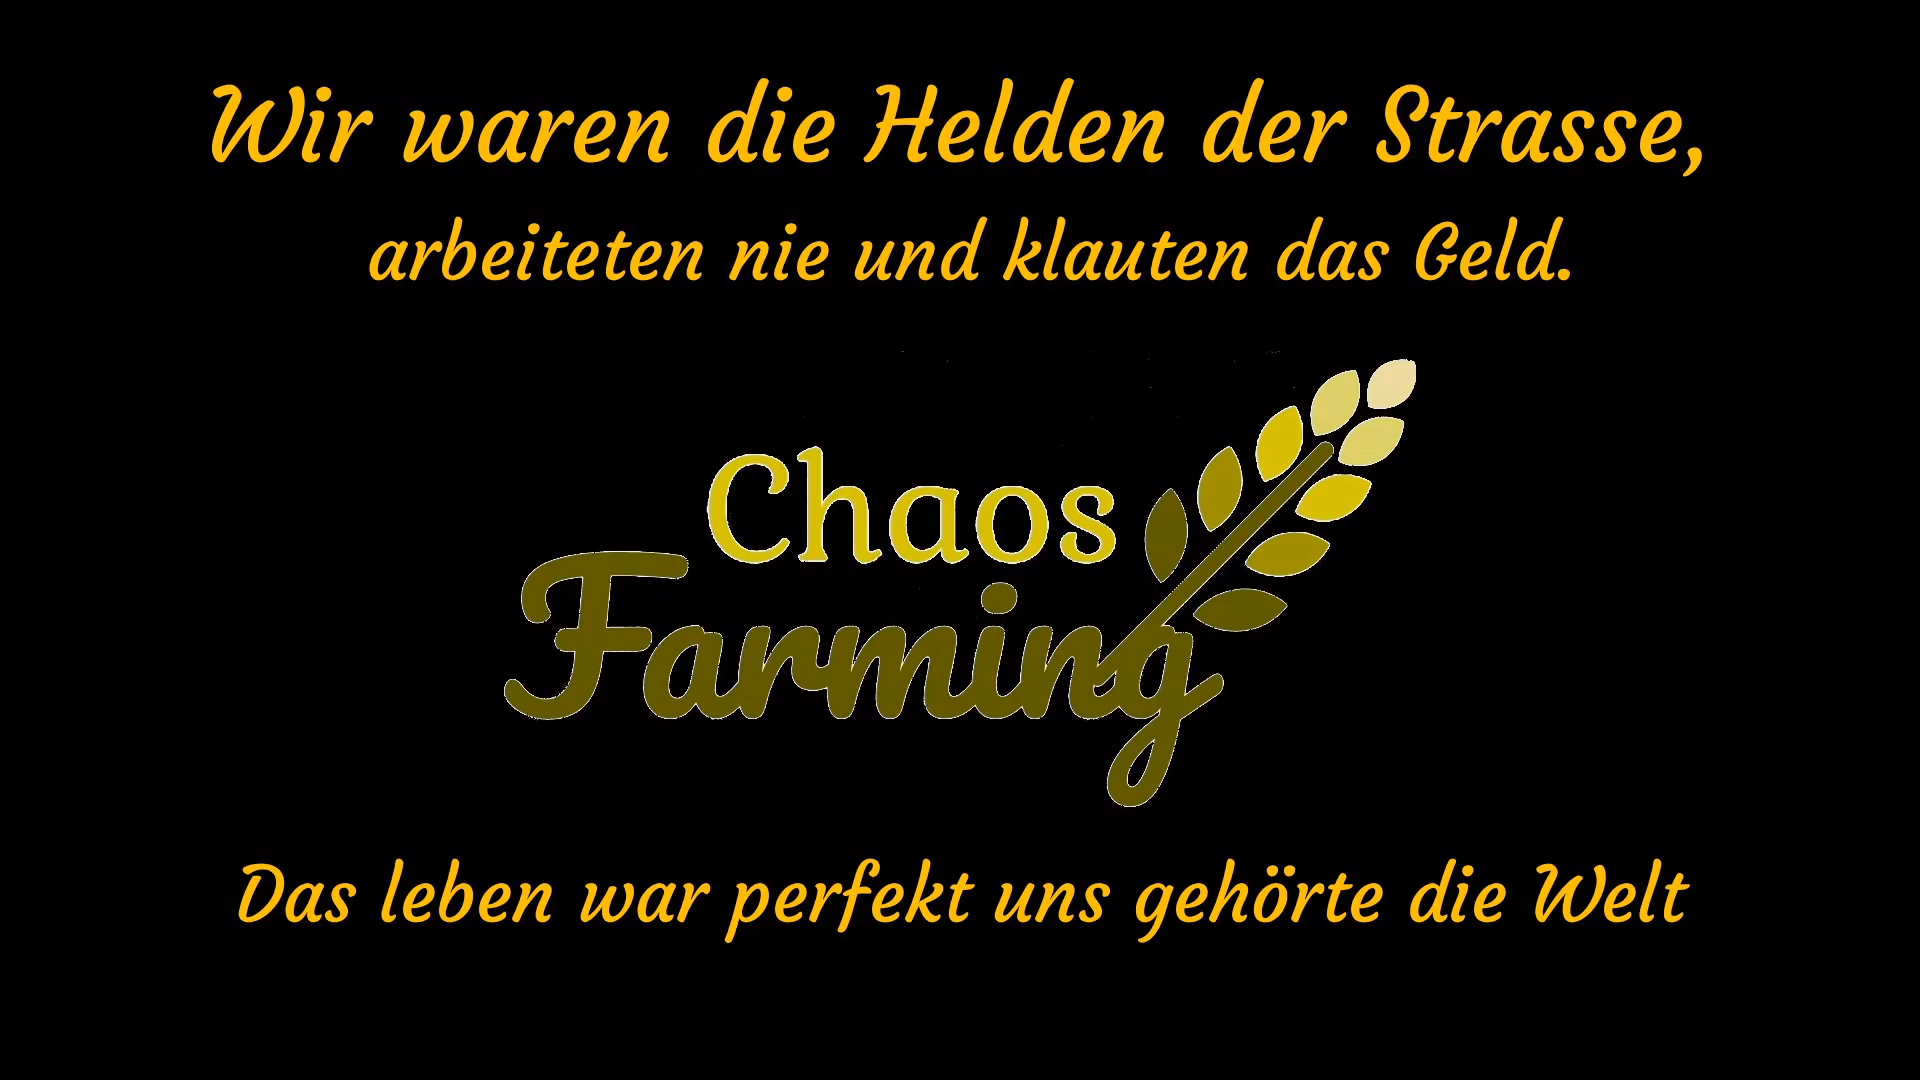 Wir waren die Helden der Strasse,
arbeiteten nie und klauten das Geld.
Chaos
Farming
Das leben war perfekt uns gehörte die Welt